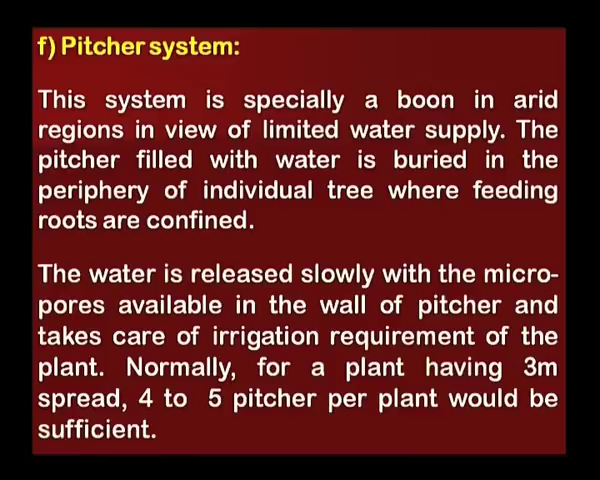 f) Pitcher system:
This system is specially a boon in arid
regions in view of limited water supply. The
pitcher filled with water is buried in the
periphery of individual tree where feeding
roots are confined.
The water is released slowly with the micro-
pores available in the wall of pitcher and
takes care of irrigation requirement of the
plant. Normally, for a plant having 3m
spread, 4 to 5 pitcher per plant would be
sufficient.